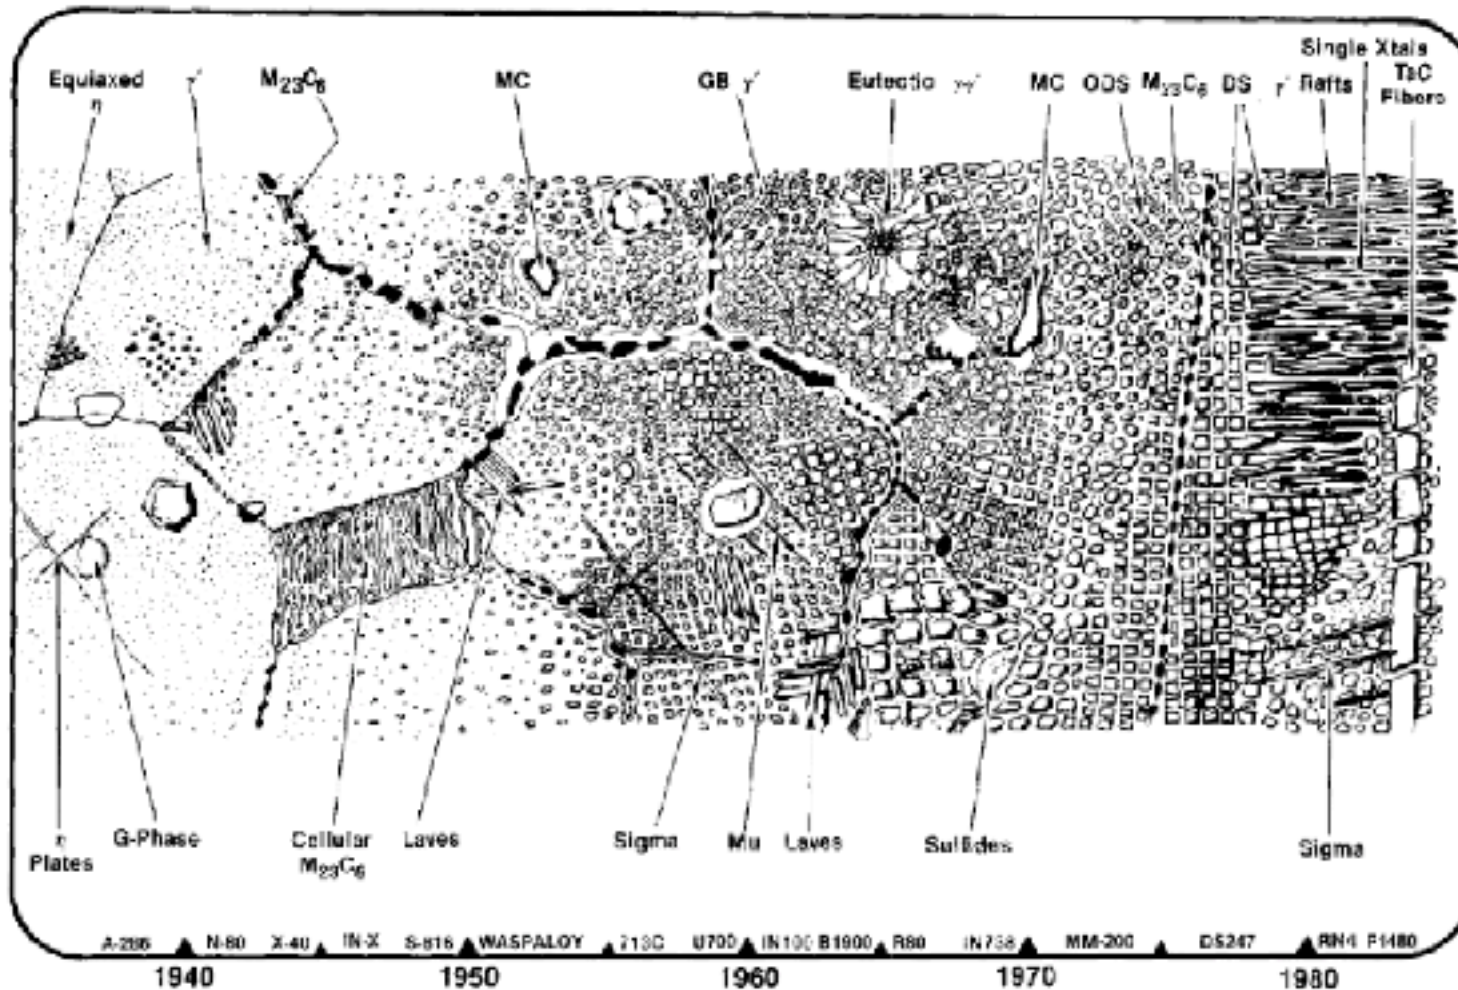 Single Xtals
Equiaxed γ′ M23C6 MC GB γ′ Eutectic γ-γ′ MC ODS M23C6 DS γ′ Rafts TaC
η Fibers
η G-Phase Cellular Laves Sigma Mu Laves Sulfides Sigma
Plates M23C6
A-286 N-80 X-40 IN-X S-816 WASPALOY 713C U700 IN100 B1900 R80 IN738 MM-200 DS247 RN4 P1480
1940 1950 1960 1970 1980